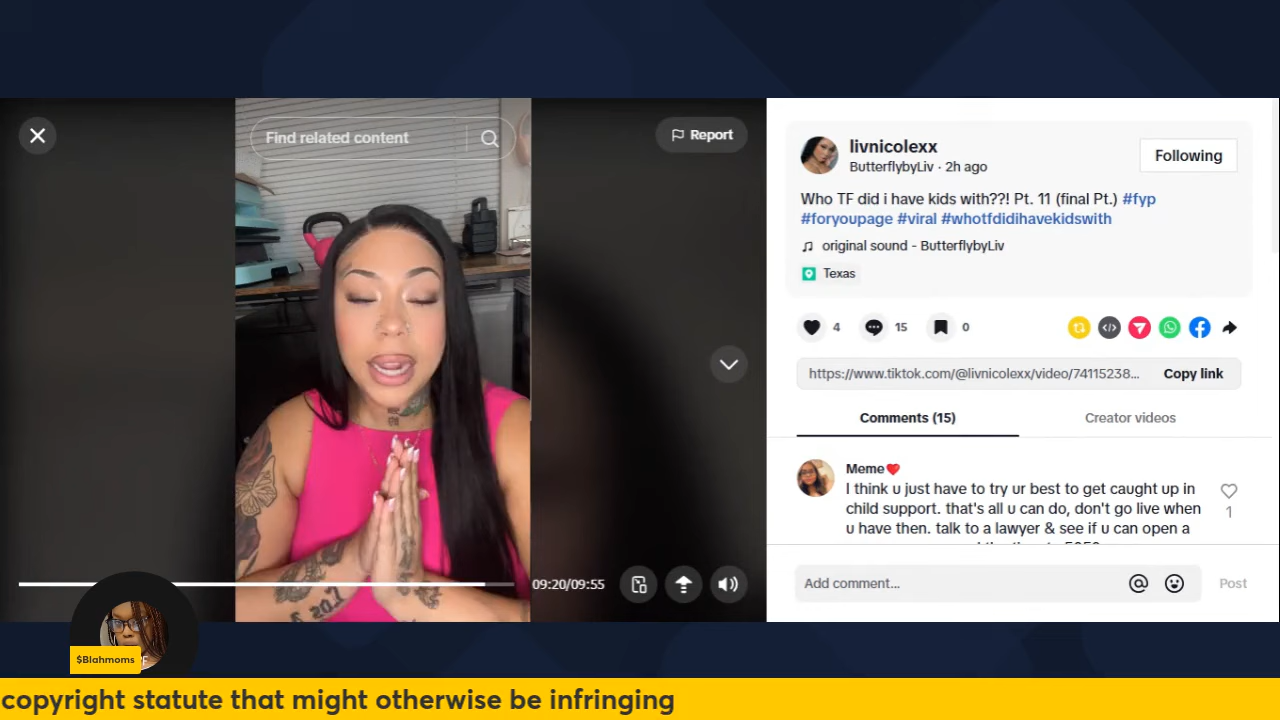 Find related content
Report
livnicolexx
ButterflybyLiv · 2h ago
Following
Who TF did i have kids with??! Pt. 11 (final Pt.) #fyp
#foryoupage #viral #whotfdidihavekidswith
original sound - ButterflybyLiv
Texas
4
15
0
https://www.tiktok.com/@livnicolexx/video/74115238...
Copy link
Comments (15)
Creator videos
Meme❤️
I think u just have to try ur best to get caught up in
child support. that's all u can do, don't go live when
u have then. talk to a lawyer & see if u can open a
1
09:20/09:55
Add comment...
Post
$Blahmoms
copyright statute that might otherwise be infringing